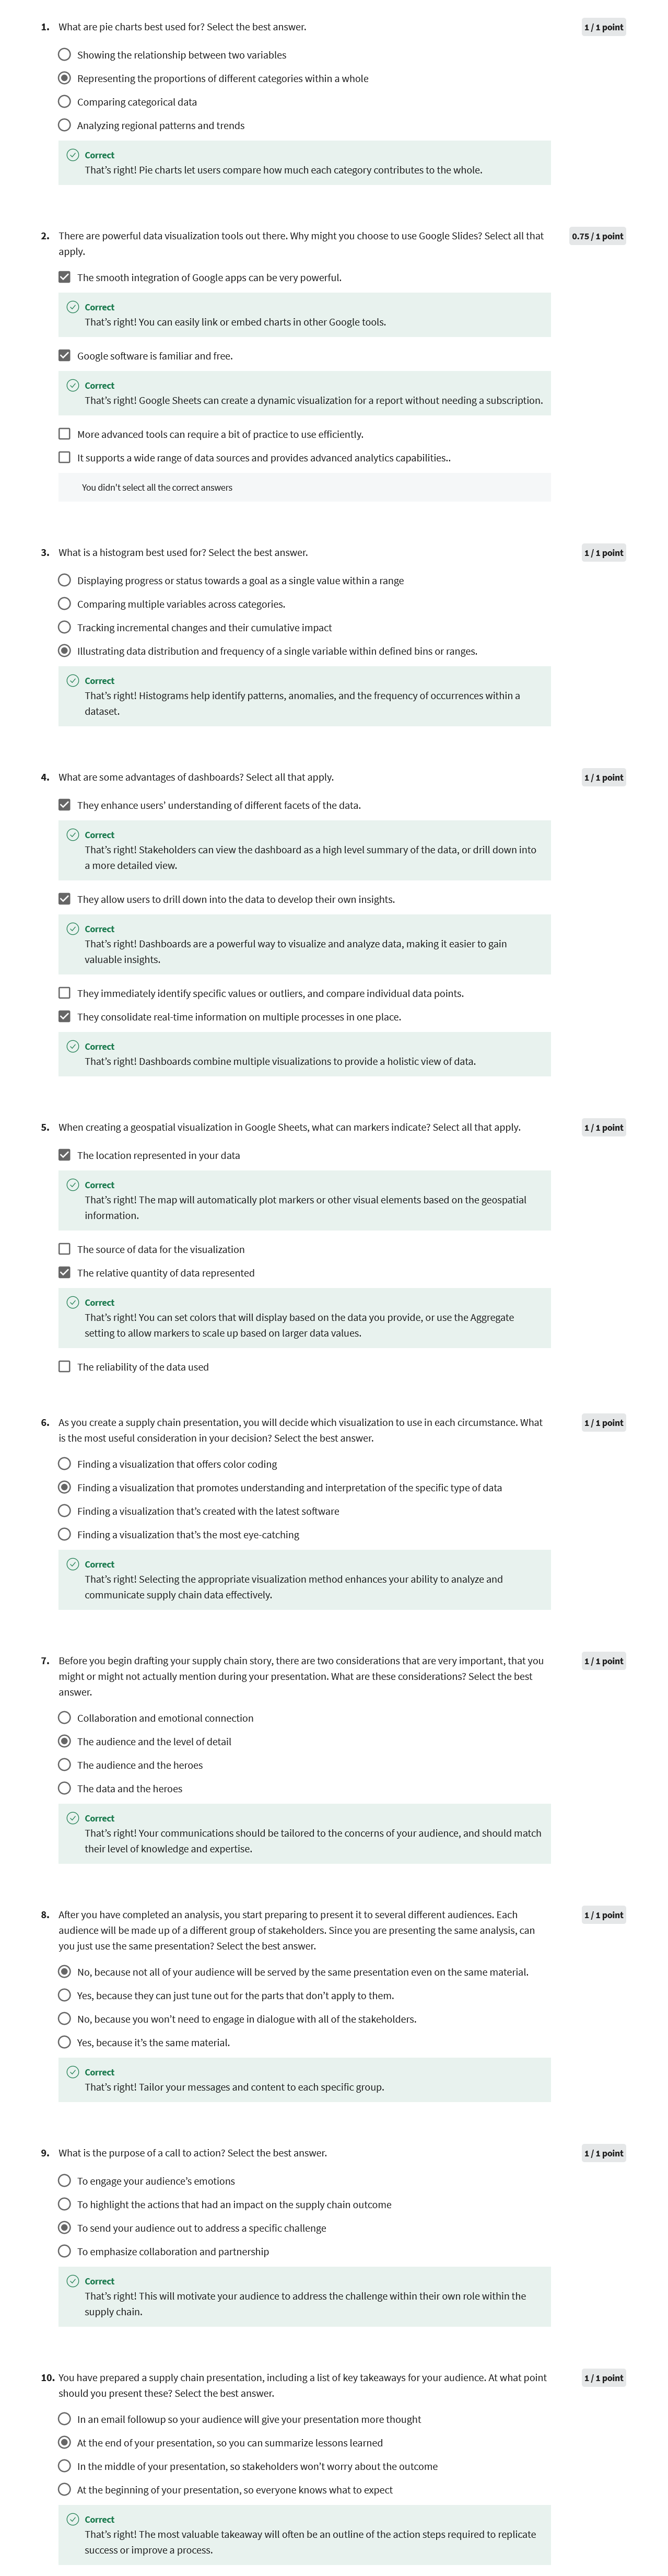 1. What are pie charts best used for? Select the best answer.
1 / 1 point
Showing the relationship between two variables
Representing the proportions of different categories within a whole
Comparing categorical data
Analyzing regional patterns and trends
Correct
That's right! Pie charts let users compare how much each category contributes to the whole.
2. There are powerful data visualization tools out there. Why might you choose to use Google Slides? Select all that
apply.
0.75 / 1 point
The smooth integration of Google apps can be very powerful.
Correct
That's right! You can easily link or embed charts in other Google tools.
Google software is familiar and free.
Correct
That's right! Google Sheets can create a dynamic visualization for a report without needing a subscription.
More advanced tools can require a bit of practice to use efficiently.
It supports a wide range of data sources and provides advanced analytics capabilities..
You didn't select all the correct answers
3. What is a histogram best used for? Select the best answer.
1 / 1 point
Displaying progress or status towards a goal as a single value within a range
Comparing multiple variables across categories.
Tracking incremental changes and their cumulative impact
Illustrating data distribution and frequency of a single variable within defined bins or ranges.
Correct
That's right! Histograms help identify patterns, anomalies, and the frequency of occurrences within a
dataset.
4. What are some advantages of dashboards? Select all that apply.
1 / 1 point
They enhance users' understanding of different facets of the data.
Correct
That's right! Stakeholders can view the dashboard as a high level summary of the data, or drill down into
a more detailed view.
They allow users to drill down into the data to develop their own insights.
Correct
That's right! Dashboards are a powerful way to visualize and analyze data, making it easier to gain
valuable insights.
They immediately identify specific values or outliers, and compare individual data points.
They consolidate real-time information on multiple processes in one place.
Correct
That's right! Dashboards combine multiple visualizations to provide a holistic view of data.
5. When creating a geospatial visualization in Google Sheets, what can markers indicate? Select all that apply.
1 / 1 point
The location represented in your data
Correct
That's right! The map will automatically plot markers or other visual elements based on the geospatial
information.
The source of data for the visualization
The relative quantity of data represented
Correct
That's right! You can set colors that will display based on the data you provide, or use the Aggregate
setting to allow markers to scale up based on larger data values.
The reliability of the data used
6. As you create a supply chain presentation, you will decide which visualization to use in each circumstance. What
is the most useful consideration in your decision? Select the best answer.
1 / 1 point
Finding a visualization that offers color coding
Finding a visualization that promotes understanding and interpretation of the specific type of data
Finding a visualization that's created with the latest software
Finding a visualization that's the most eye-catching
Correct
That's right! Selecting the appropriate visualization method enhances your ability to analyze and
communicate supply chain data effectively.
7. Before you begin drafting your supply chain story, there are two considerations that are very important, that you
might or might not actually mention during your presentation. What are these considerations? Select the best
answer.
1 / 1 point
Collaboration and emotional connection
The audience and the level of detail
The audience and the heroes
The data and the heroes
Correct
That's right! Your communications should be tailored to the concerns of your audience, and should match
their level of knowledge and expertise.
8. After you have completed an analysis, you start preparing to present it to several different audiences. Each
audience will be made up of a different group of stakeholders. Since you are presenting the same analysis, can
you just use the same presentation? Select the best answer.
1 / 1 point
No, because not all of your audience will be served by the same presentation even on the same material.
Yes, because they can just tune out for the parts that don't apply to them.
No, because you won't need to engage in dialogue with all of the stakeholders.
Yes, because it's the same material.
Correct
That's right! Tailor your messages and content to each specific group.
9. What is the purpose of a call to action? Select the best answer.
1 / 1 point
To engage your audience's emotions
To highlight the actions that had an impact on the supply chain outcome
To send your audience out to address a specific challenge
To emphasize collaboration and partnership
Correct
That's right! This will motivate your audience to address the challenge within their own role within the
supply chain.
10. You have prepared a supply chain presentation, including a list of key takeaways for your audience. At what point
should you present these? Select the best answer.
1 / 1 point
In an email followup so your audience will give your presentation more thought
At the end of your presentation, so you can summarize lessons learned
In the middle of your presentation, so stakeholders won't worry about the outcome
At the beginning of your presentation, so everyone knows what to expect
Correct
That's right! The most valuable takeaway will often be an outline of the action steps required to replicate
success or improve a process.